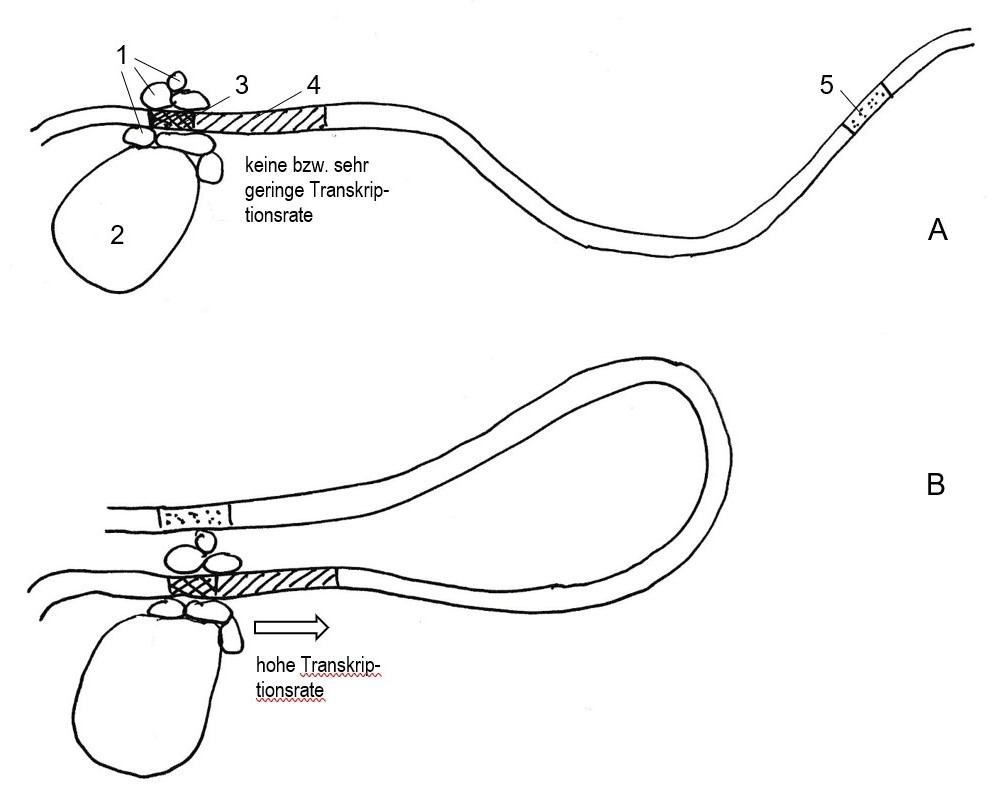 1
3
4
5
keine bzw. sehr
geringe Transkrip-
tionsrate
2
A
B
hohe Transkrip-
tionsrate